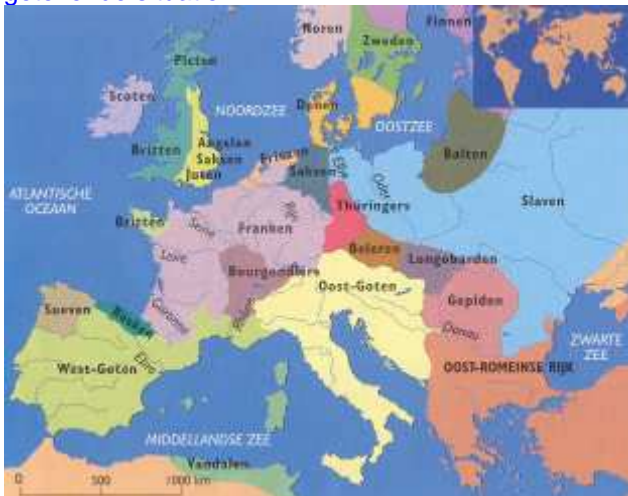 Noren
Zweden
Finnen
Picten
Scoten
NOORDZEE
Denen
OOSTZEE
Balten
Britten
Angelen
Saksen
Juten
Friezen
Saksen
Elbe
Oder
Slaven
ATLANTISCHE
OCEAAN
Thüringers
Britten
Seine
Franken
Loire
Beieren
Longobarden
Bourgondiërs
Oost-Goten
Gepiden
Sueven
Basken
Garonne
Donau
ZWARTE
ZEE
West-Goten
Ebro
OOST-ROMEINSE RIJK
MIDDELLANDSE ZEE
Vandalen
0 500 1000 km